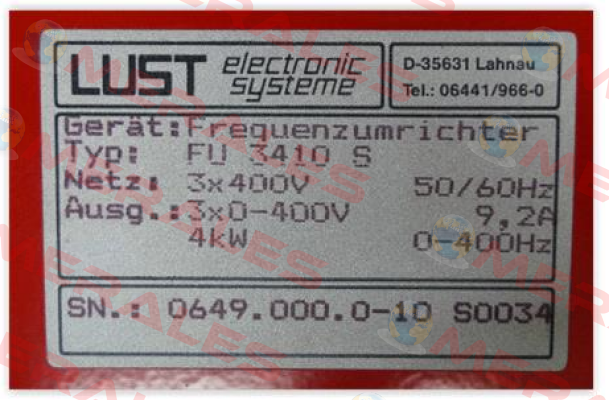 LUST electronic systeme
D-35631 Lahnau
Tel.: 06441/966-0
Gerät: Frequenzumrichter
Typ: FU 3410 S
Netz: 3x400V 50/60Hz
Ausg.: 3x0-400V 9,2A
4kW 0-400Hz
SN.: 0649.000.0-10 S0034